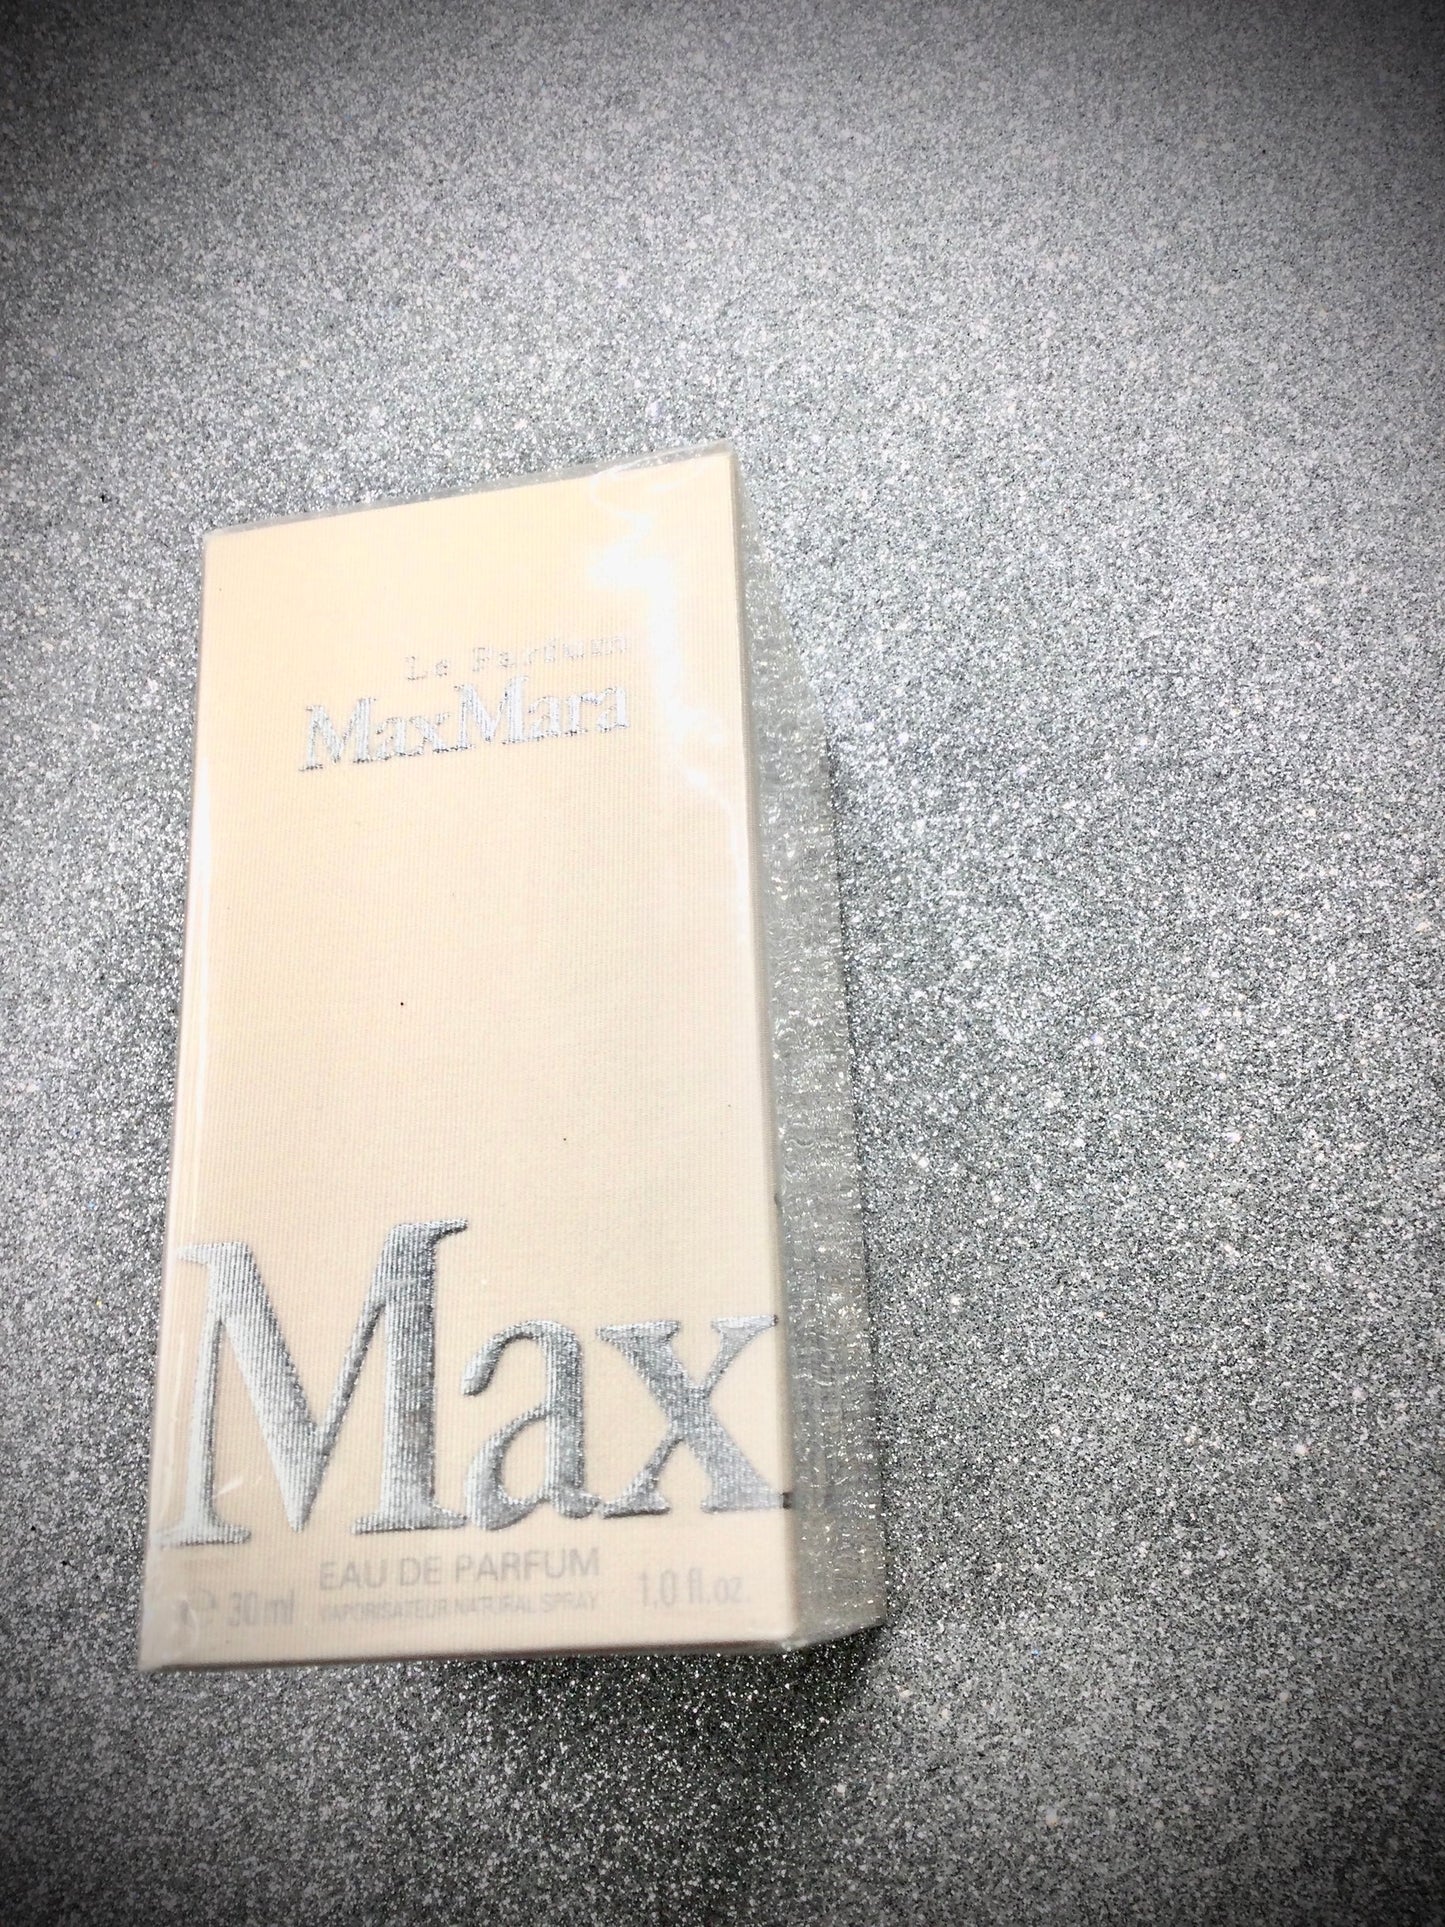 Le Parfum
MaxMara
Max
EAU DE PARFUM
e 30 ml VAPORISATEUR NATURAL SPRAY 1.0 fl.oz.